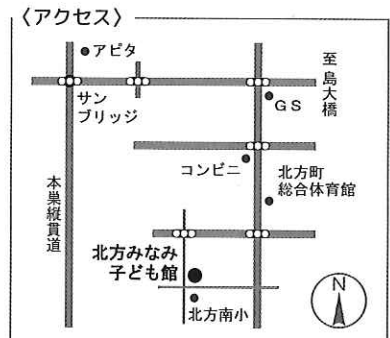 〈アクセス〉
アピタ
至島大橋
サン
ブリッジ
GS
コンビニ
北方町
総合体育館
本巣縦貫道
北方みなみ
子ども館
北方南小
N